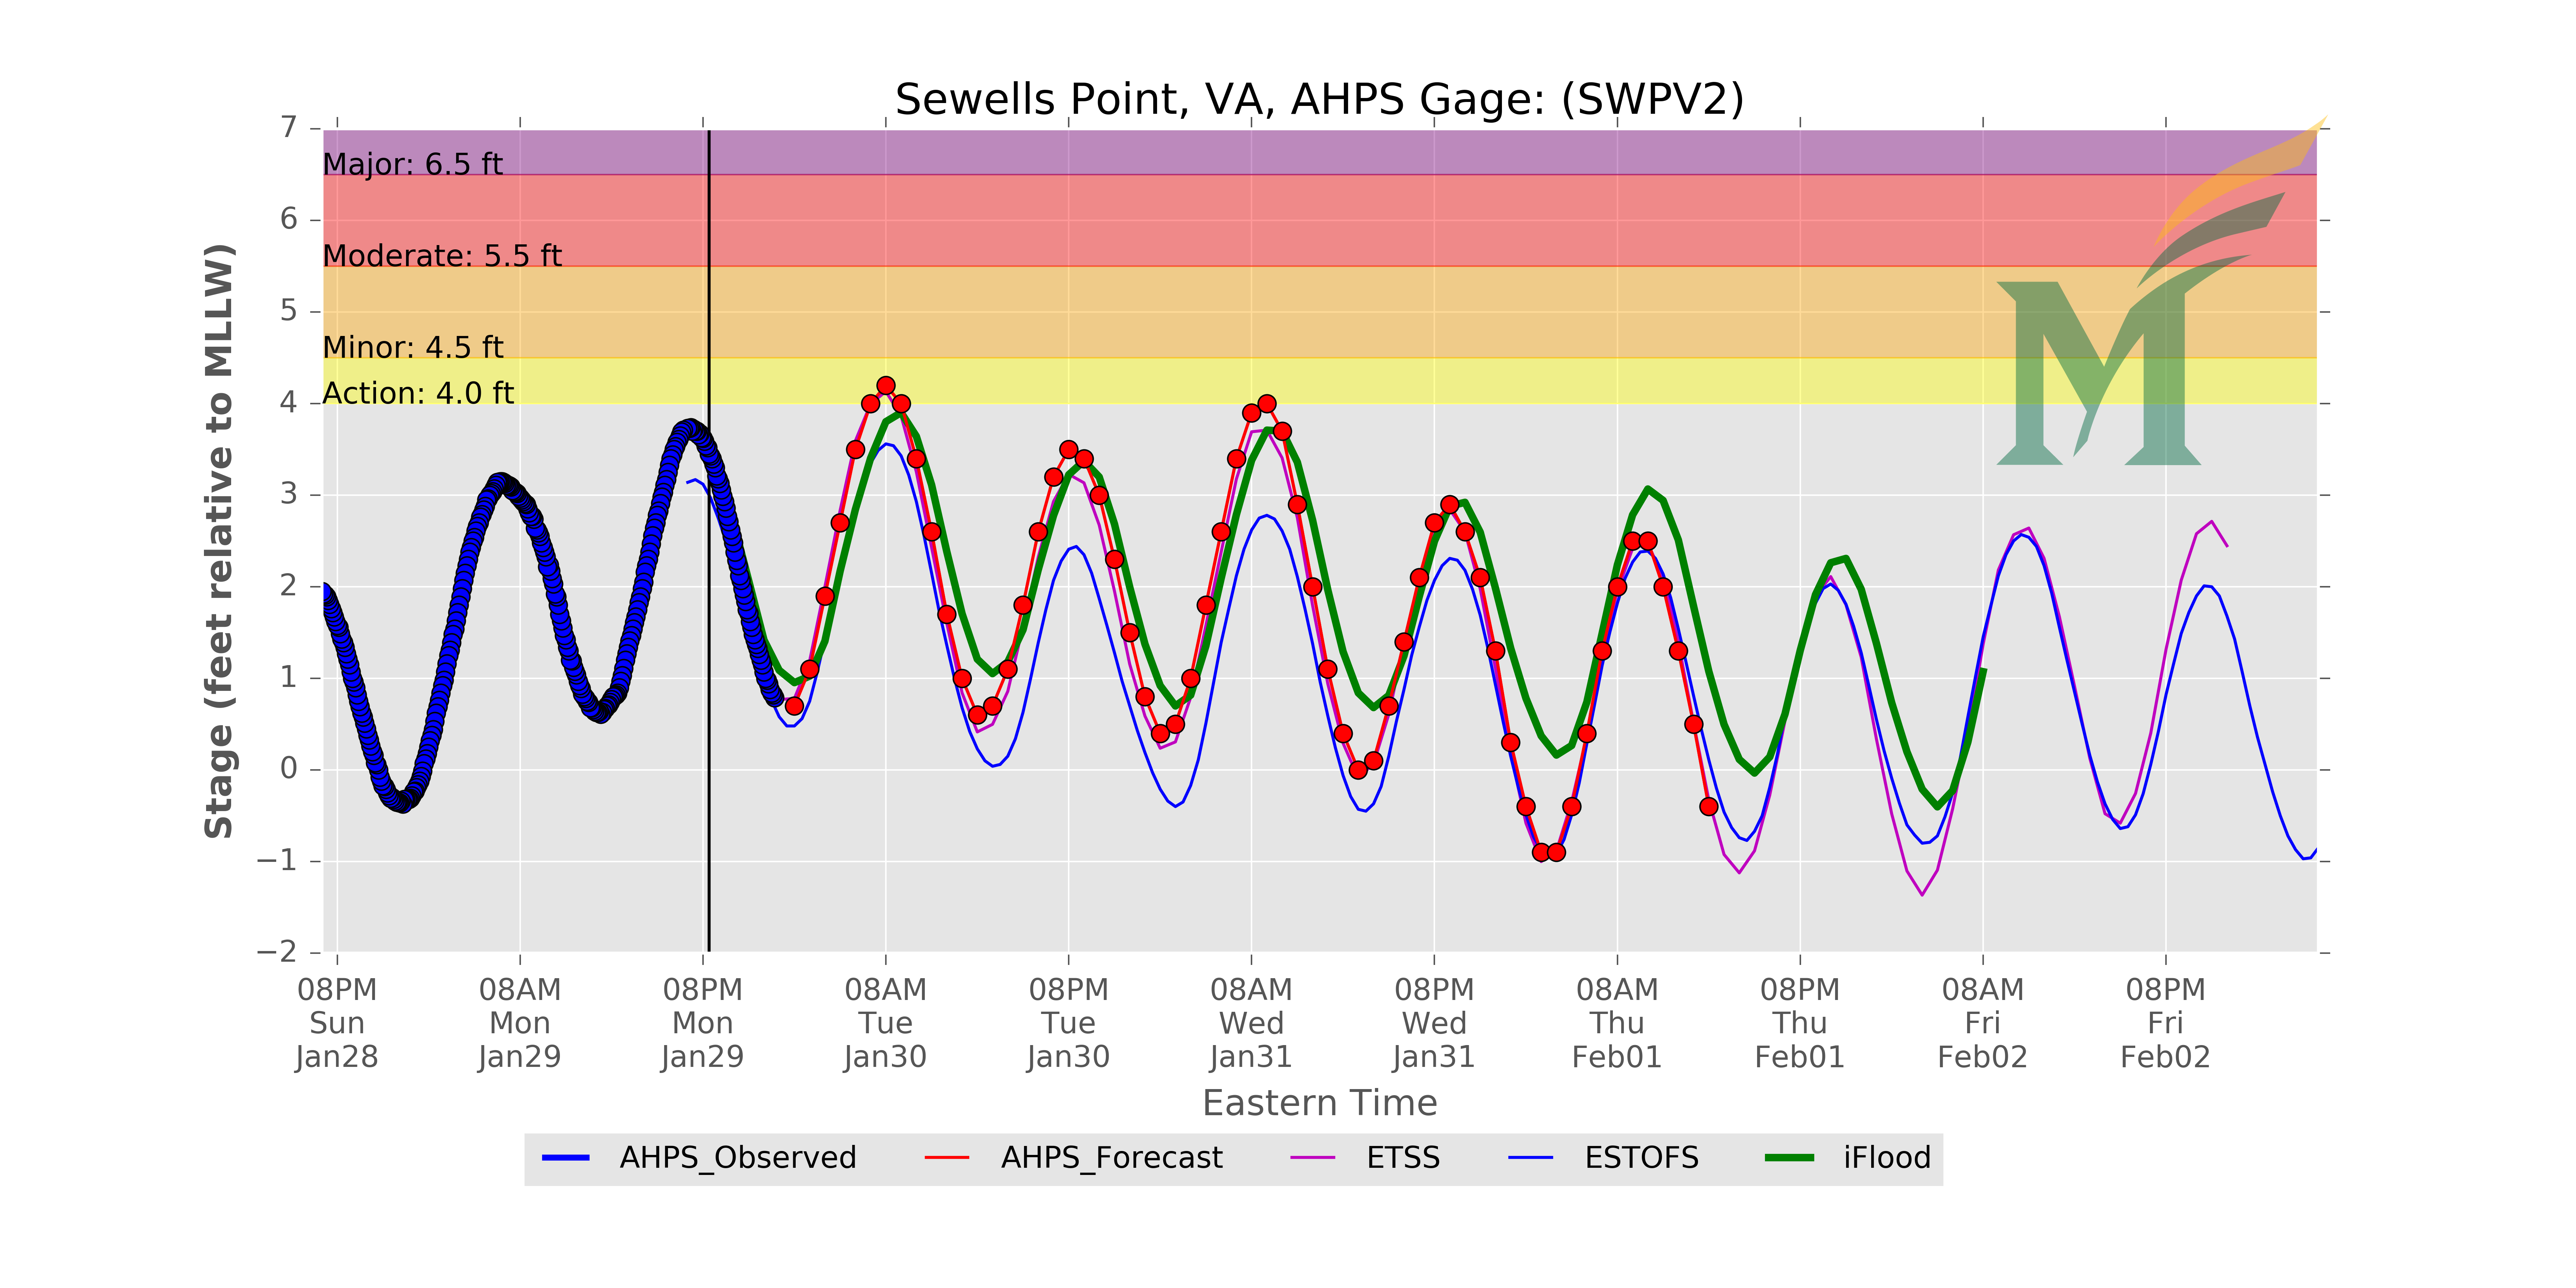 Sewells Point, VA, AHPS Gage: (SWPV2)
Stage (feet relative to MLLW)
7
6
5
4
3
2
1
0
−1
−2
Major: 6.5 ft
Moderate: 5.5 ft
Minor: 4.5 ft
Action: 4.0 ft
M
08PM 08AM 08PM 08AM 08PM 08AM 08PM 08AM 08PM 08AM 08PM
Sun Mon Mon Tue Tue Wed Wed Thu Thu Fri Fri
Jan28 Jan29 Jan29 Jan30 Jan30 Jan31 Jan31 Feb01 Feb01 Feb02 Feb02
Eastern Time
AHPS_Observed AHPS_Forecast ETSS ESTOFS iFlood